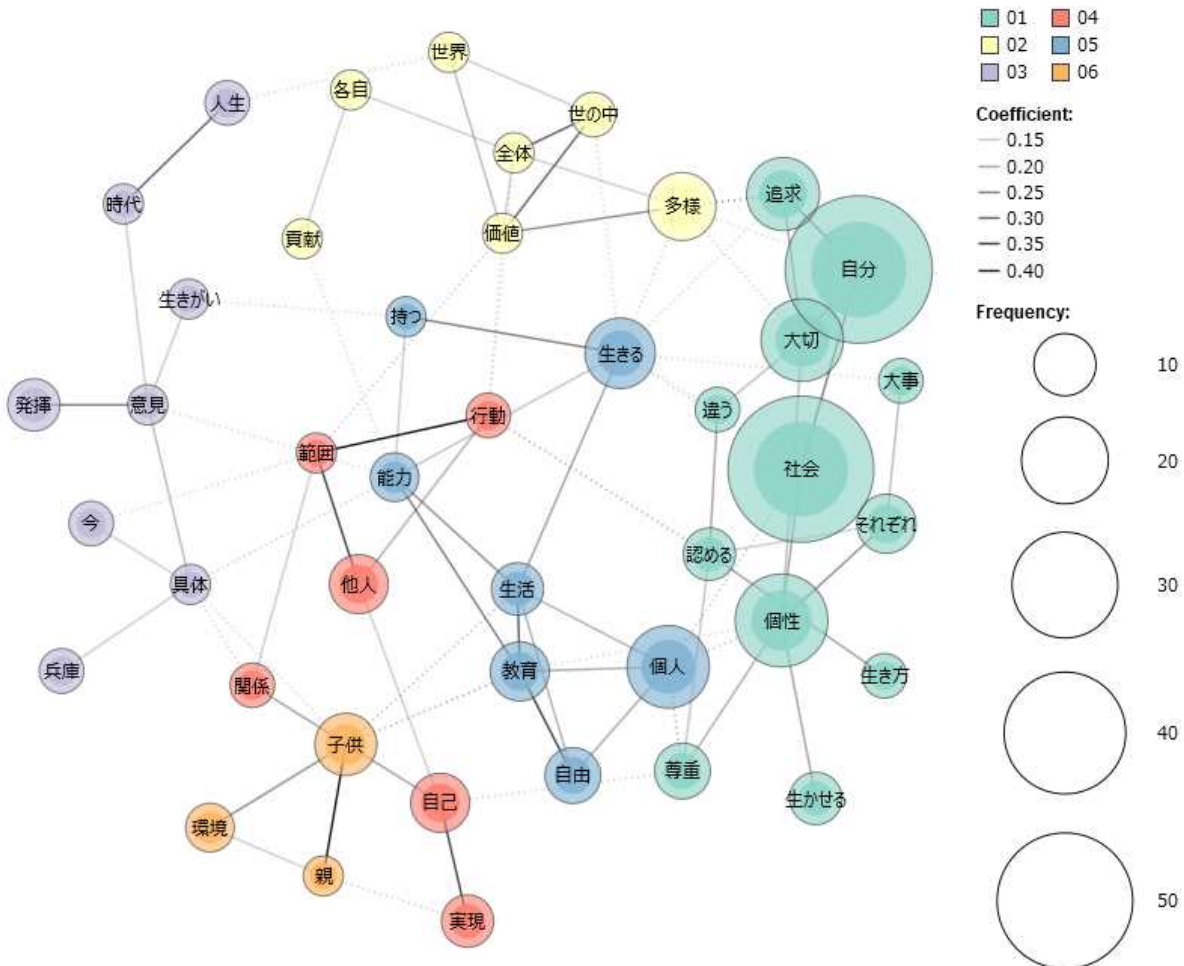 世界
各自
人生
世の中
全体
時代
追求
多様
価値
貢献
自分
生きがい
持つ
大切
生きる
大事
発揮
意見
違う
行動
範囲
社会
能力
今
それぞれ
認める
具体
他人
生活
個性
兵庫
教育
個人
生き方
関係
子供
自由
尊重
自己
生かせる
環境
親
実現
01 04
02 05
03 06
Coefficient:
0.15
0.20
0.25
0.30
0.35
0.40
Frequency:
10
20
30
40
50